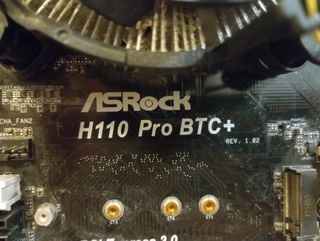 CHA_FAN2
ASRock
H110 Pro BTC+
REV. 1.02